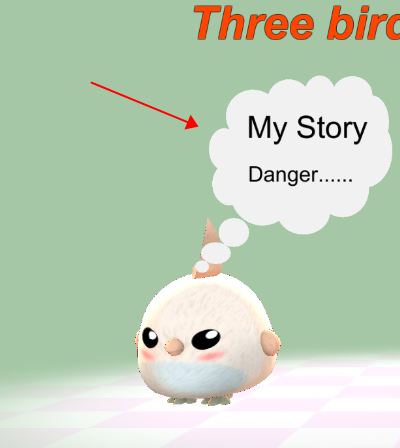 Three bird
My Story
Danger......